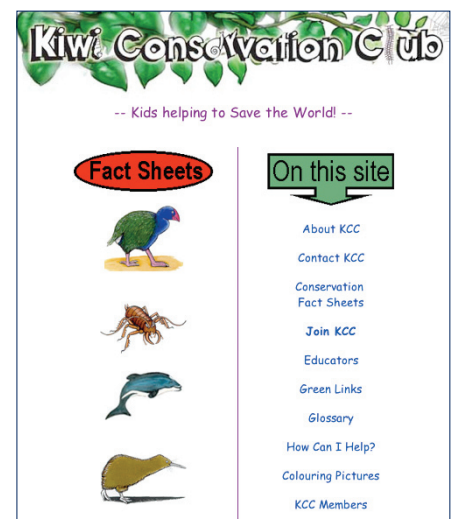 Kiwi Conservation Club
-- Kids helping to Save the World! --
Fact Sheets
On this site
About KCC
Contact KCC
Conservation
Fact Sheets
Join KCC
Educators
Green Links
Glossary
How Can I Help?
Colouring Pictures
KCC Members